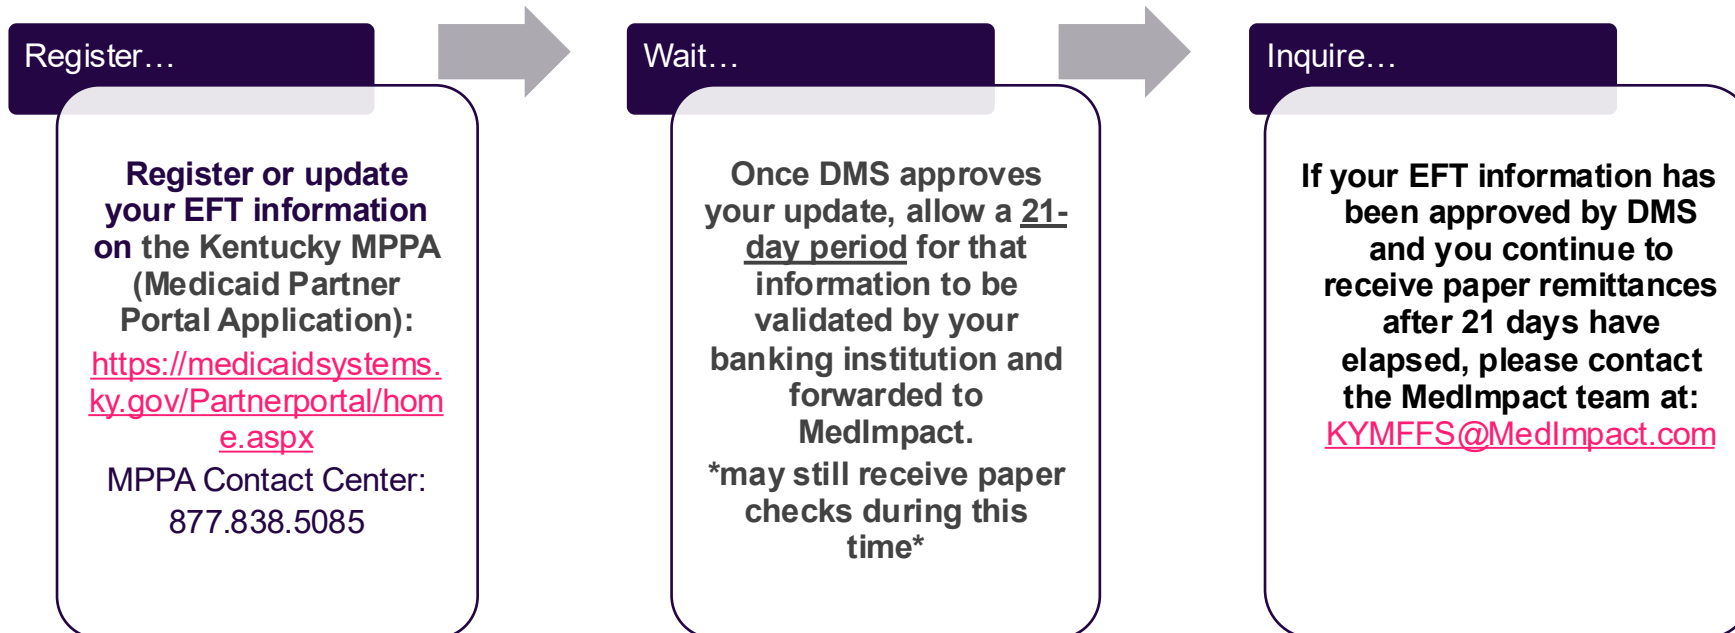 Register…
Register or update
your EFT information
on the Kentucky MPPA
(Medicaid Partner
Portal Application):
https://medicaidsystems.
ky.gov/Partnerportal/hom
e.aspx
MPPA Contact Center:
877.838.5085
Wait…
Once DMS approves
your update, allow a 21-
day period for that
information to be
validated by your
banking institution and
forwarded to
MedImpact.
*may still receive paper
checks during this
time*
Inquire…
If your EFT information has
been approved by DMS
and you continue to
receive paper remittances
after 21 days have
elapsed, please contact
the MedImpact team at:
KYMFFS@MedImpact.com